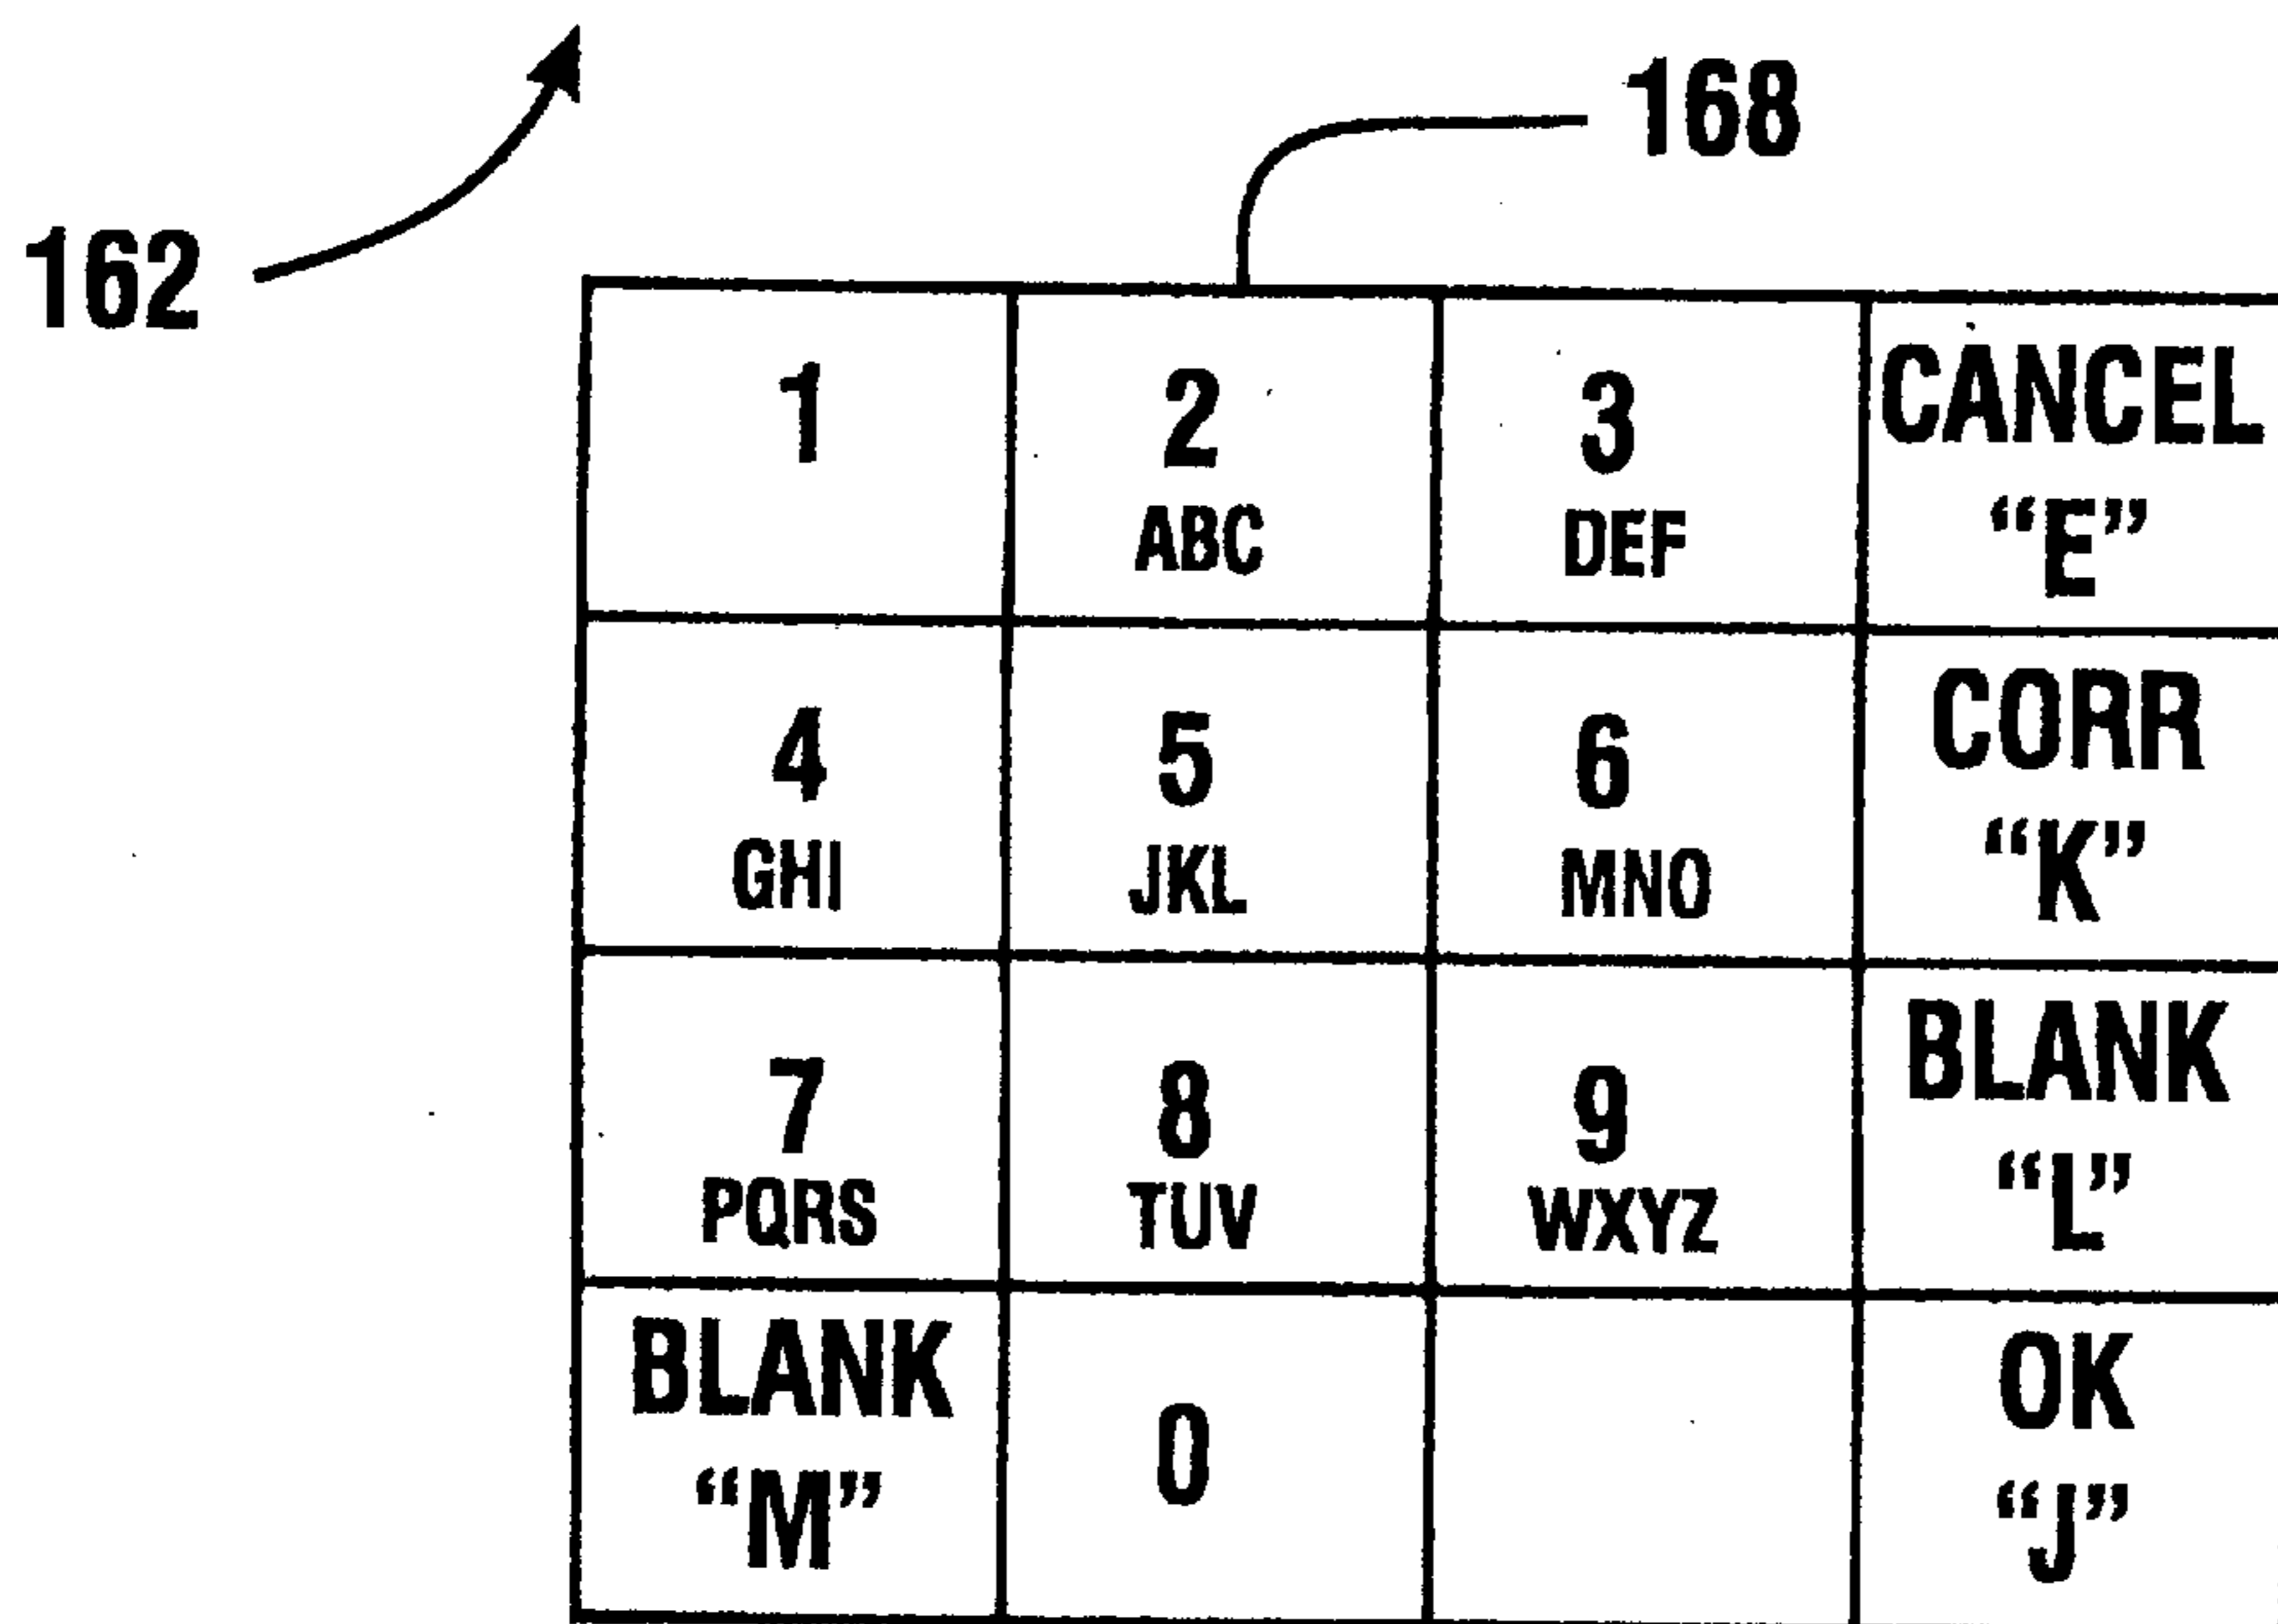 168
162
1 2 3 CANCEL
ABC DEF “E”
4 5 6 CORR
GHI JKL MNO “K”
7 8 9 BLANK
PQRS TUV WXYZ “L”
BLANK 0 OK
“M” “J”